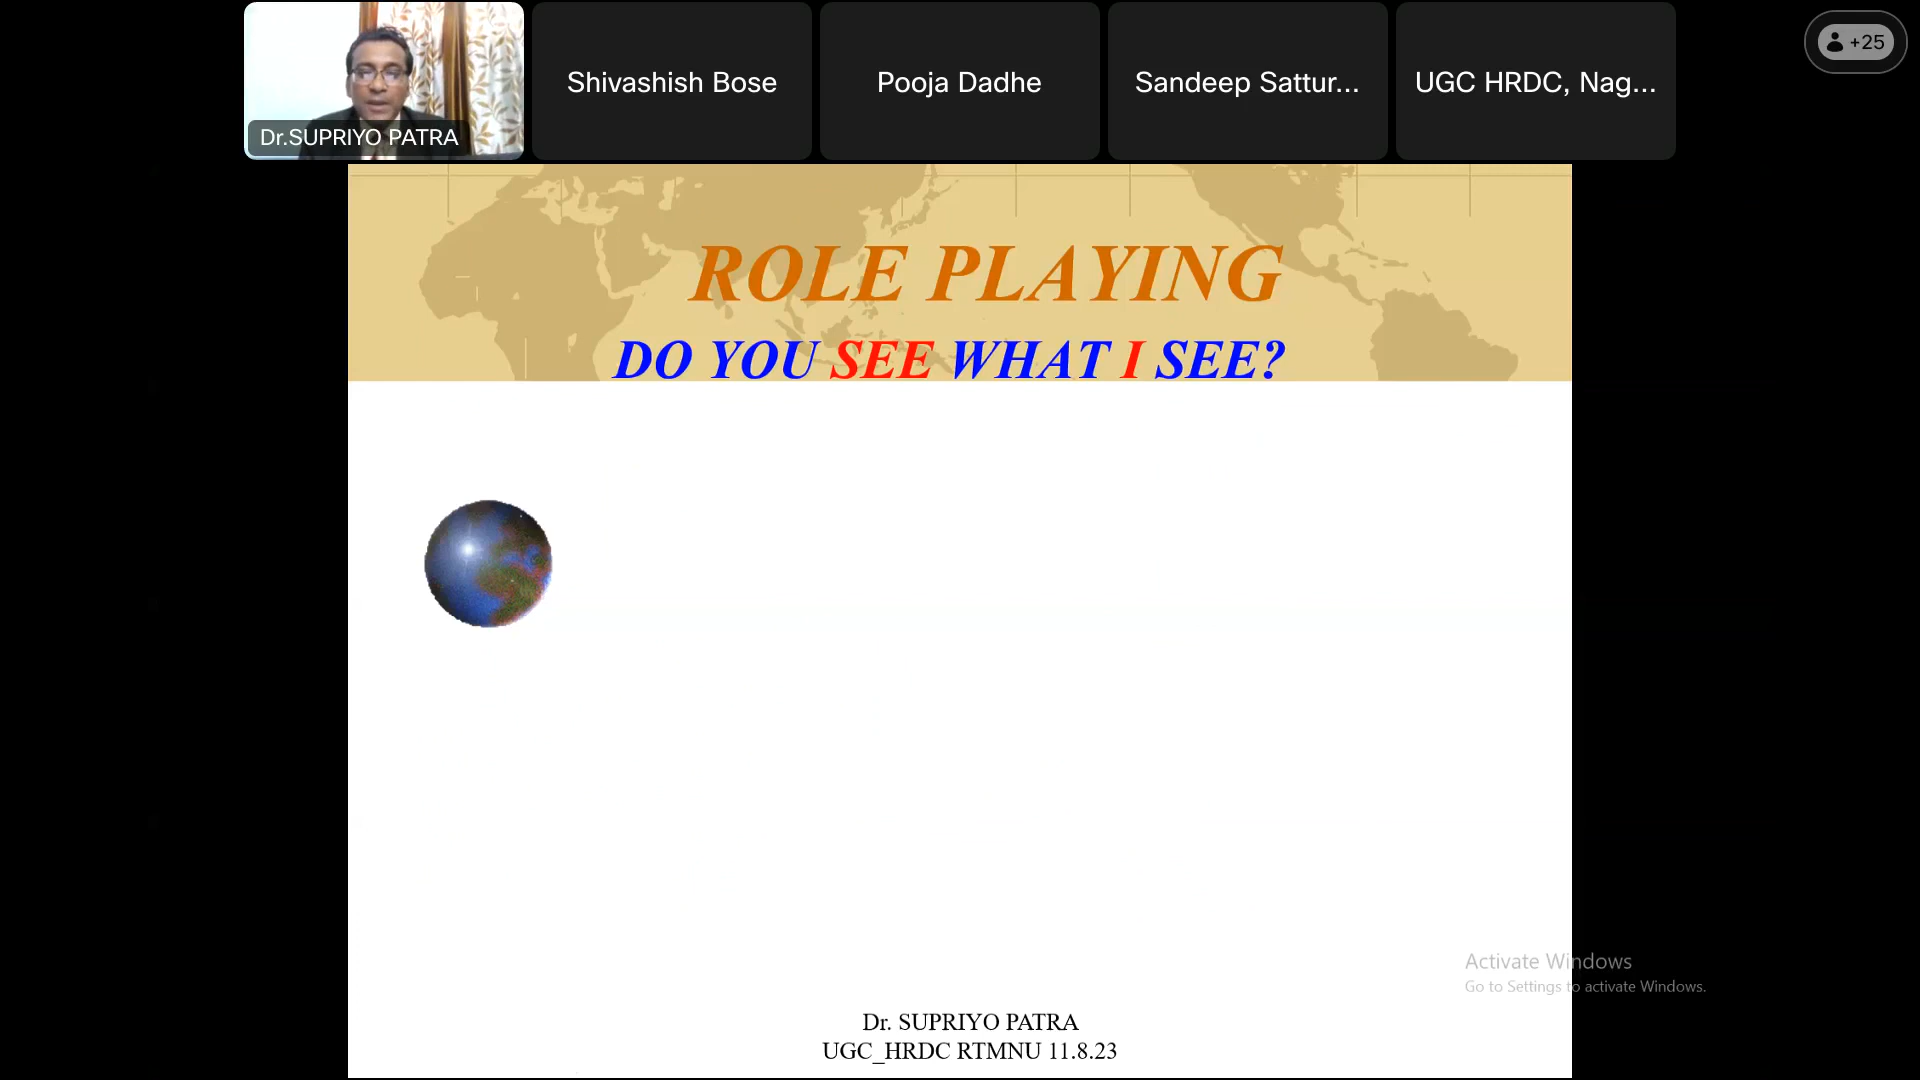 Dr.SUPRIYO PATRA
Shivashish Bose
Pooja Dadhe
Sandeep Sattur...
UGC HRDC, Nag...
+25
ROLE PLAYING
DO YOU SEE WHAT I SEE?
Activate Windows
Go to Settings to activate Windows.
Dr. SUPRIYO PATRA
UGC_HRDC RTMNU 11.8.23